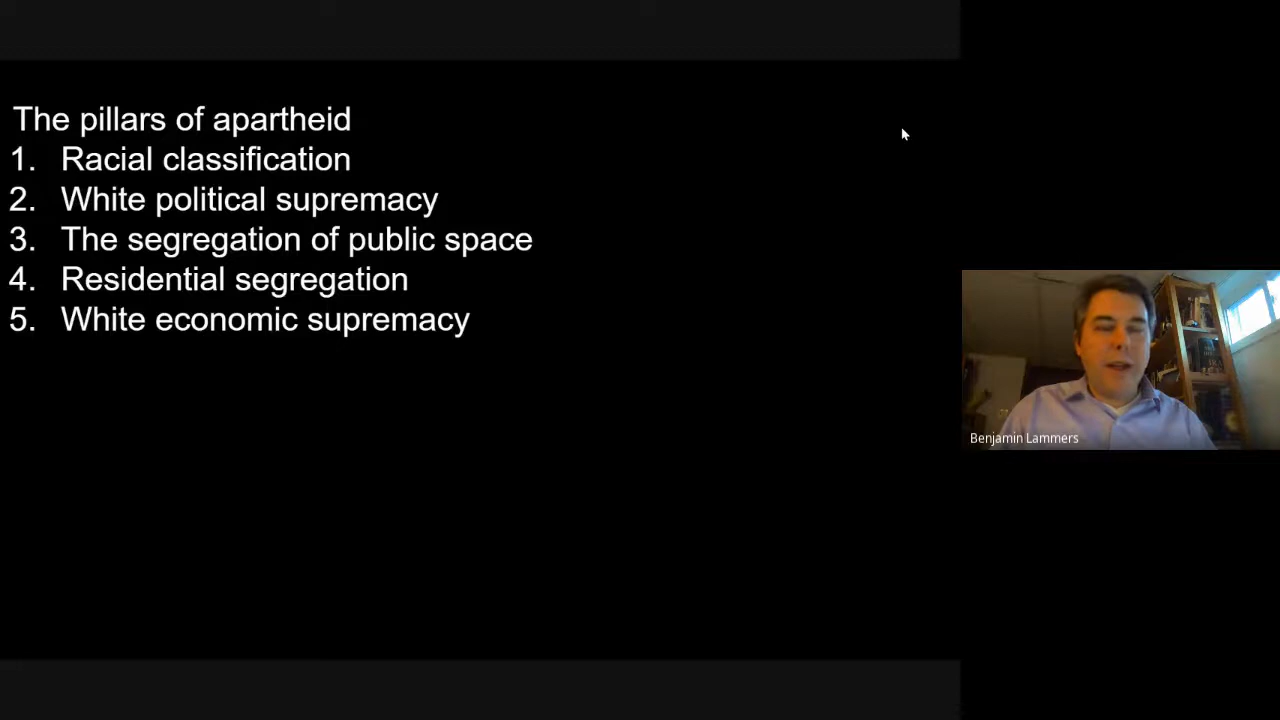 The pillars of apartheid
1. Racial classification
2. White political supremacy
3. The segregation of public space
4. Residential segregation
5. White economic supremacy
Benjamin Lammers